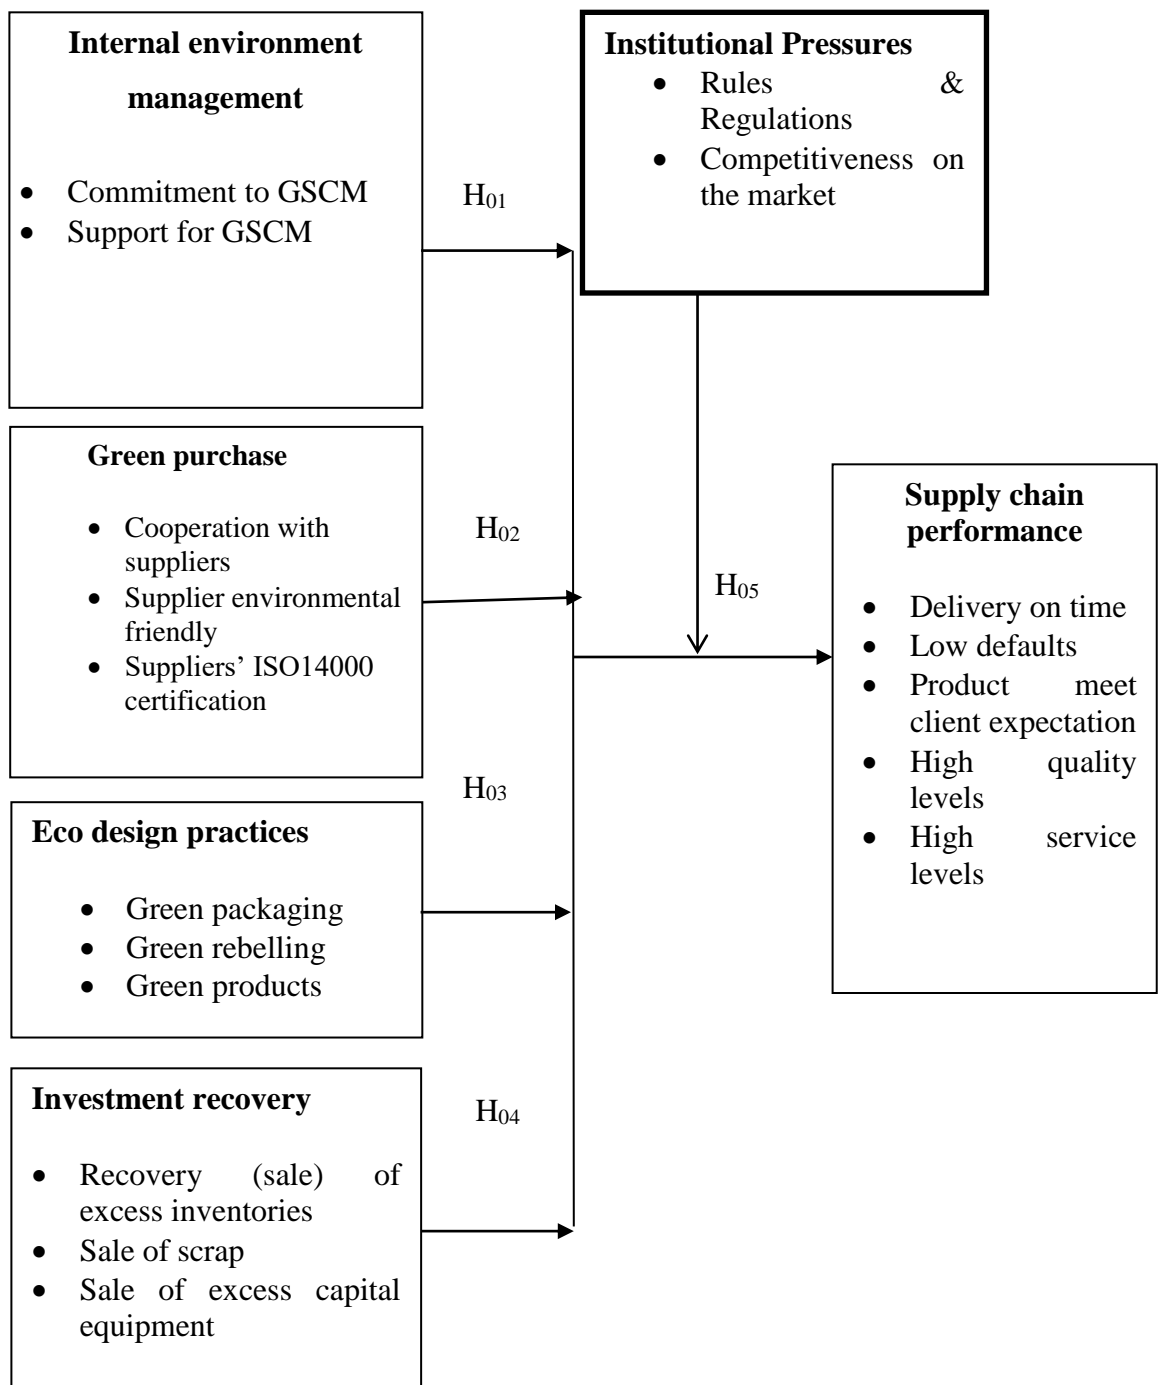 Internal environment
management
• Commitment to GSCM
• Support for GSCM
H01
Institutional Pressures
• Rules &
Regulations
• Competitiveness on
the market
Green purchase
• Cooperation with
suppliers
• Supplier environmental
friendly
• Suppliers’ ISO14000
certification
H02
H05
Supply chain
performance
• Delivery on time
• Low defaults
• Product meet
client expectation
• High quality
levels
• High service
levels
H03
Eco design practices
• Green packaging
• Green rebelling
• Green products
Investment recovery
H04
• Recovery (sale) of
excess inventories
• Sale of scrap
• Sale of excess capital
equipment